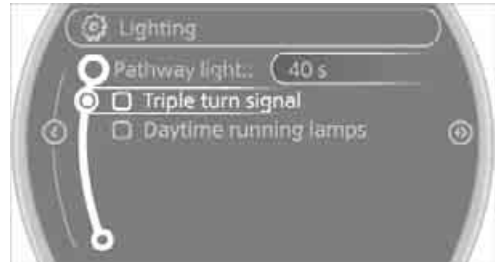 Lighting
Pathway light.: 40 s
Triple turn signal
Daytime running lamps